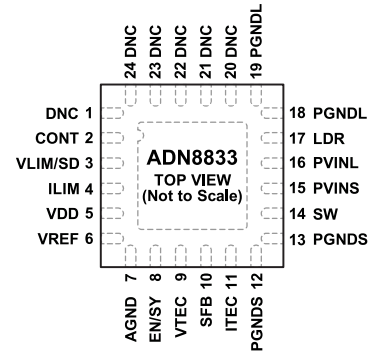 24 DNC
23 DNC
22 DNC
21 DNC
20 DNC
19 PGNDL
DNC 1
CONT 2
VLIM/SD 3
ILIM 4
VDD 5
VREF 6
ADN8833
TOP VIEW
(Not to Scale)
18 PGNDL
17 LDR
16 PVINL
15 PVINS
14 SW
13 PGNDS
AGND 7
EN/SY 8
VTEC 9
SFB 10
ITEC 11
PGNDS 12